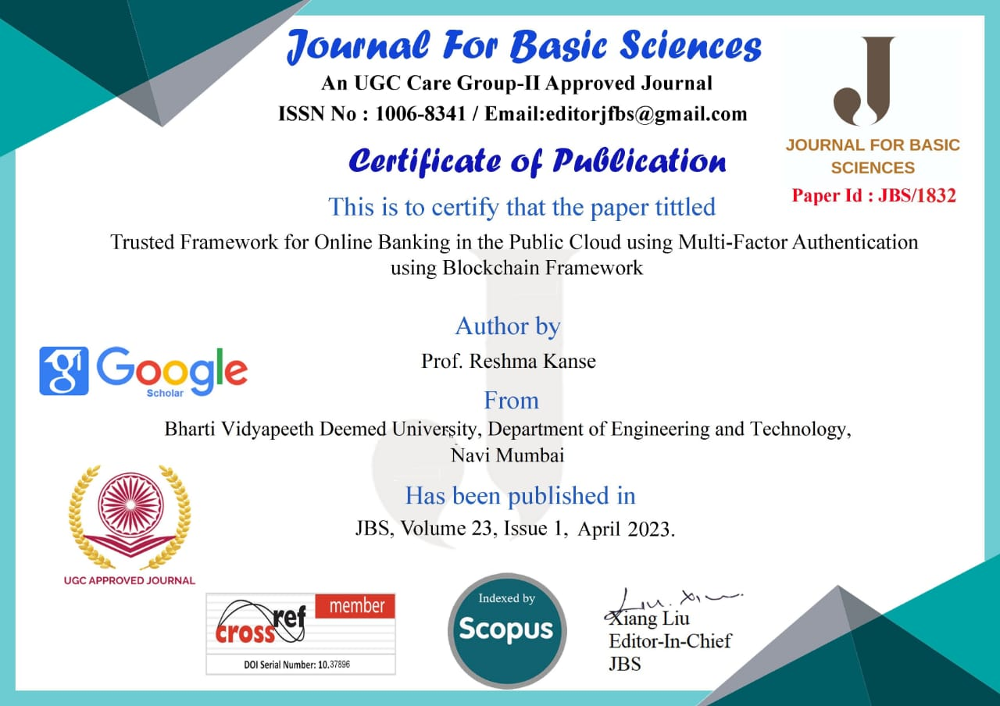 Journal For Basic Sciences
An UGC Care Group-II Approved Journal
ISSN No : 1006-8341 / Email:editorjfbs@gmail.com
JOURNAL FOR BASIC
SCIENCES
Paper Id : JBS/1832
Certificate of Publication
This is to certify that the paper tittled
Trusted Framework for Online Banking in the Public Cloud using Multi-Factor Authentication
using Blockchain Framework
Author by
Prof. Reshma Kanse
Google
Scholar
From
Bharti Vidyapeeth Deemed University, Department of Engineering and Technology,
Navi Mumbai
Has been published in
JBS, Volume 23, Issue 1, April 2023.
UGC APPROVED JOURNAL
crossref member
DOI Serial Number: 10.37896
Indexed by
Scopus
Xiang Liu
Editor-In-Chief
JBS